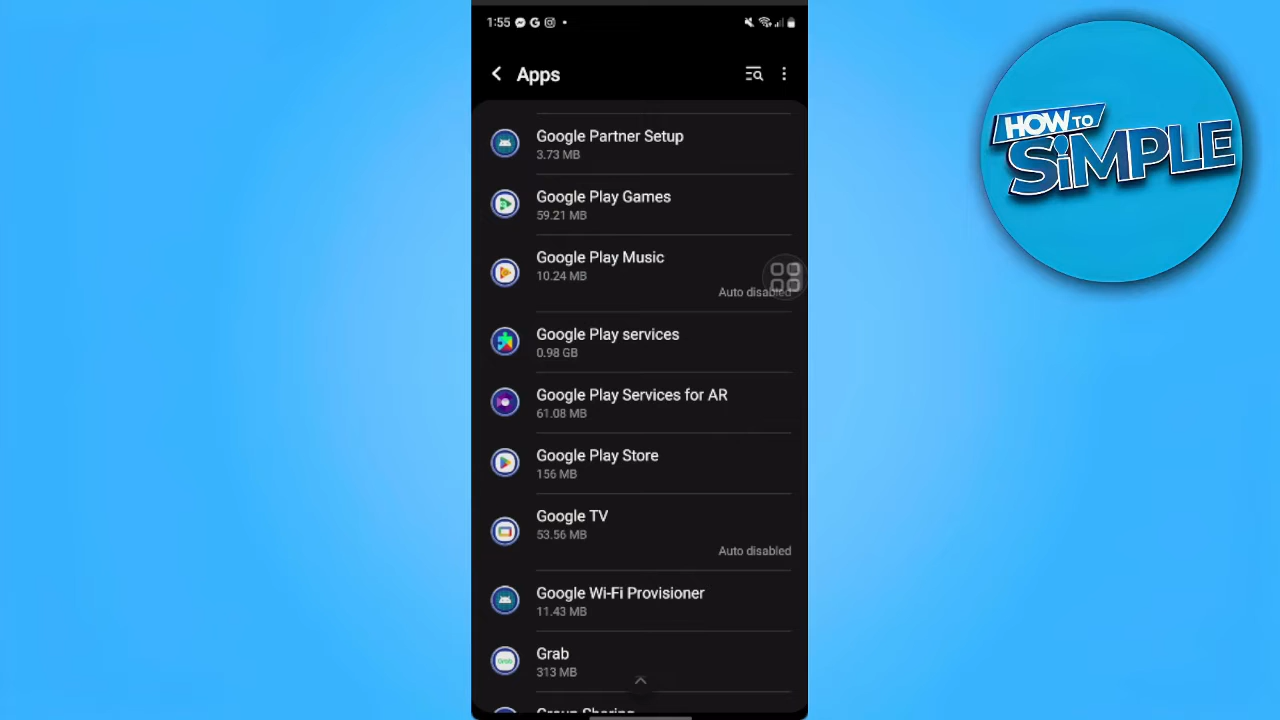 1:55
Apps
Google Partner Setup
3.73 MB
Google Play Games
59.21 MB
Google Play Music
10.24 MB
Auto disabled
Google Play services
0.98 GB
Google Play Services for AR
61.08 MB
Google Play Store
156 MB
Google TV
53.56 MB
Auto disabled
Google Wi-Fi Provisioner
11.43 MB
Grab
313 MB
Group Sharing
HOW TO
SiMPLE